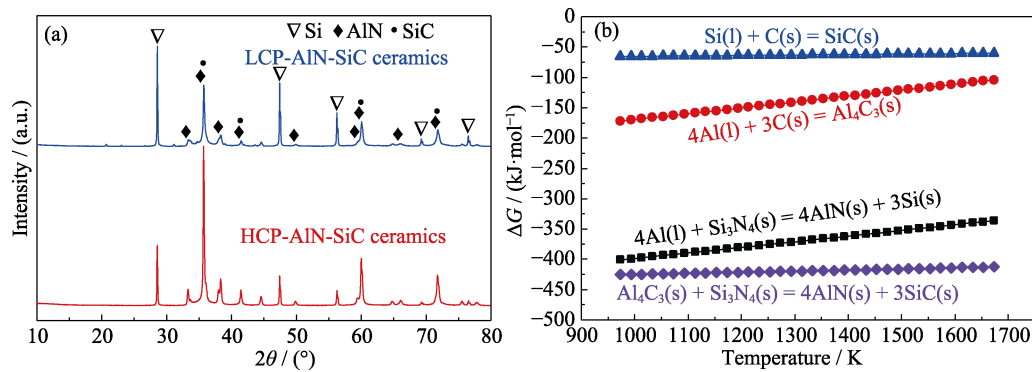 (a)
Si AlN SiC
LCP-AlN-SiC ceramics
HCP-AlN-SiC ceramics
Intensity / (a.u.)
10 20 30 40 50 60 70 80
2θ / (°)
(b)
Si(l) + C(s) = SiC(s)
4Al(l) + 3C(s) = Al₄C₃(s)
4Al(l) + Si₃N₄(s) = 4AlN(s) + 3Si(s)
Al₄C₃(s) + Si₃N₄(s) = 4AlN(s) + 3SiC(s)
ΔG / (kJ·mol⁻¹)
0
−50
−100
−150
−200
−250
−300
−350
−400
−450
−500
900 1000 1100 1200 1300 1400 1500 1600 1700
Temperature / K